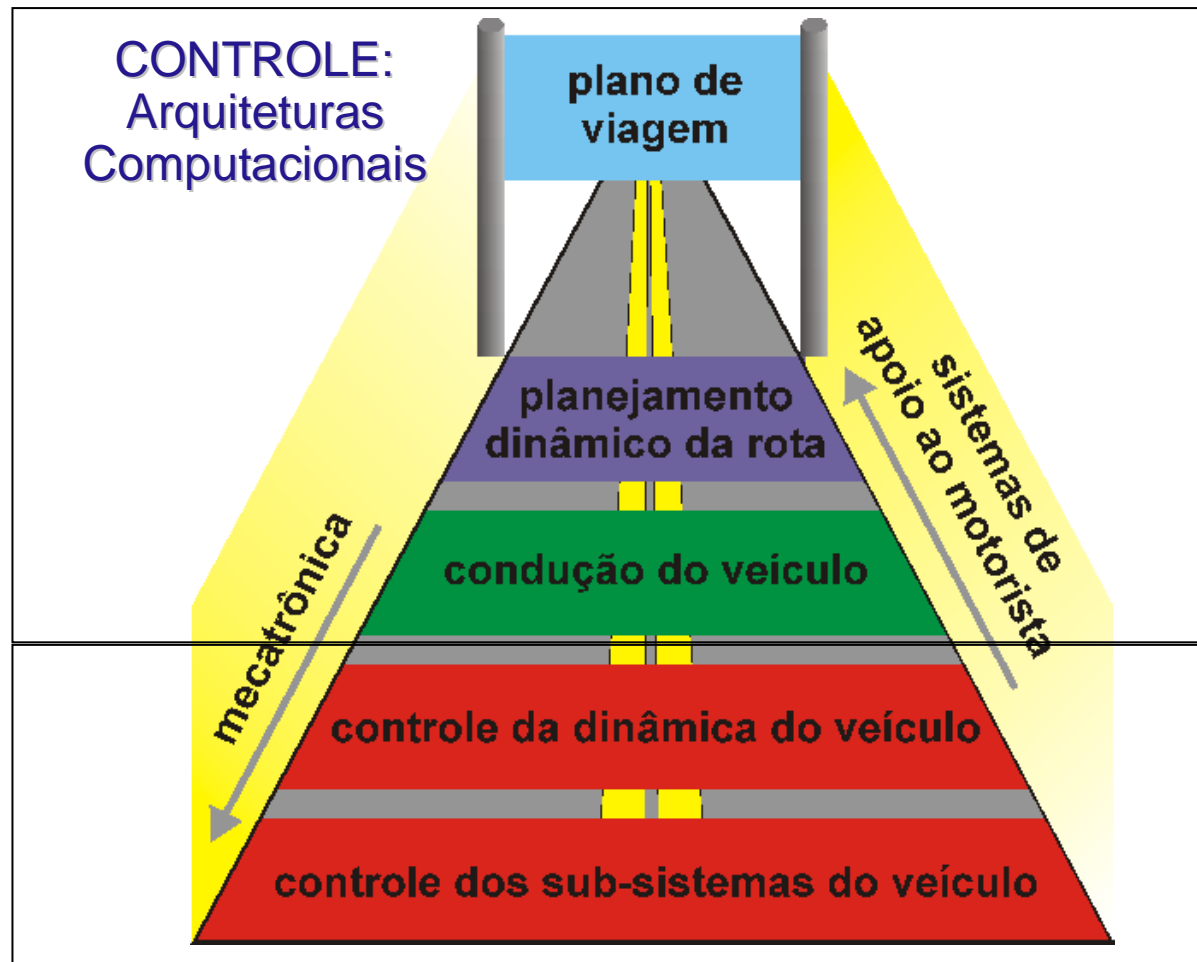 CONTROLE:
Arquiteturas
Computacionais
plano de
viagem
planejamento
dinâmico da rota
sistemas de
apoio ao motorista
condução do veículo
mecatrônica
controle da dinâmica do veículo
controle dos sub-sistemas do veículo